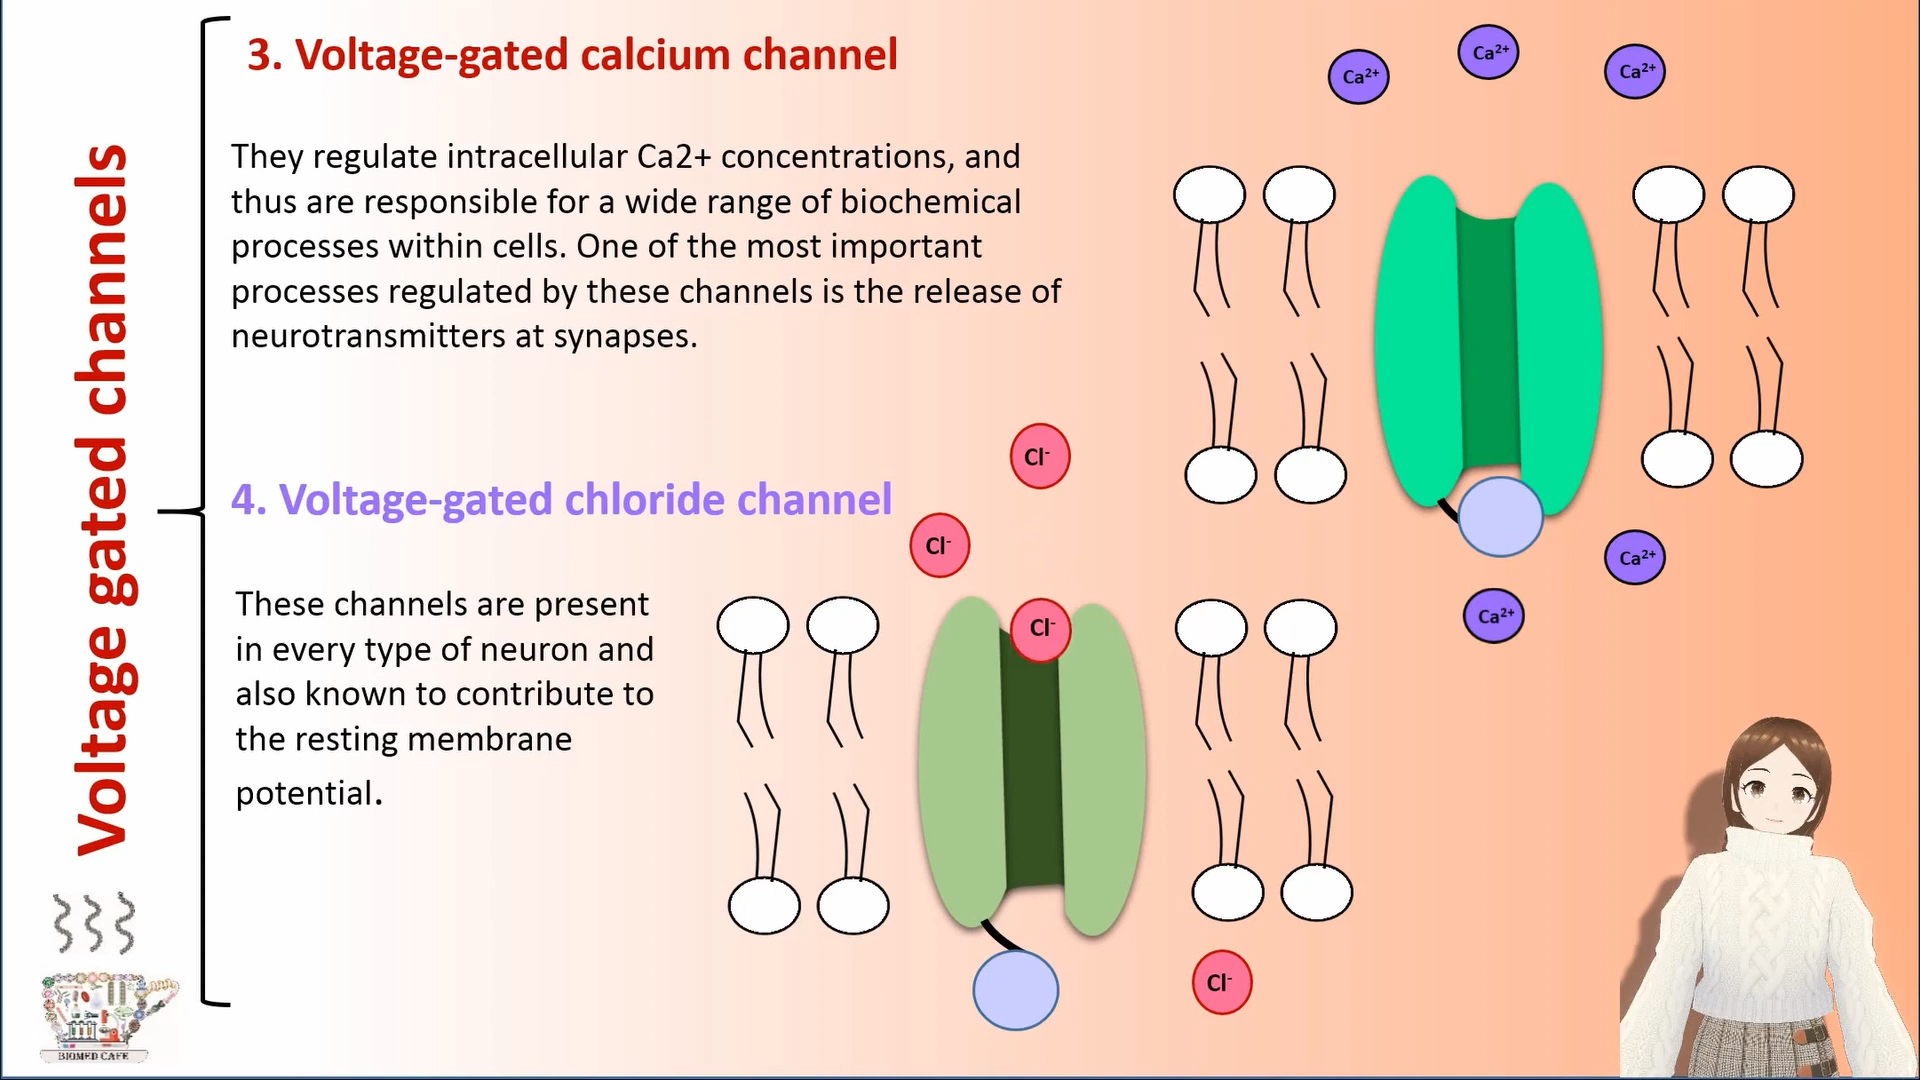 Voltage gated channels
3. Voltage-gated calcium channel
They regulate intracellular Ca2+ concentrations, and
thus are responsible for a wide range of biochemical
processes within cells. One of the most important
processes regulated by these channels is the release of
neurotransmitters at synapses.
4. Voltage-gated chloride channel
These channels are present
in every type of neuron and
also known to contribute to
the resting membrane
potential.
Ca²⁺
Ca²⁺
Ca²⁺
Ca²⁺
Ca²⁺
Cl⁻
Cl⁻
Cl⁻
Cl⁻
BIOMED CAFE